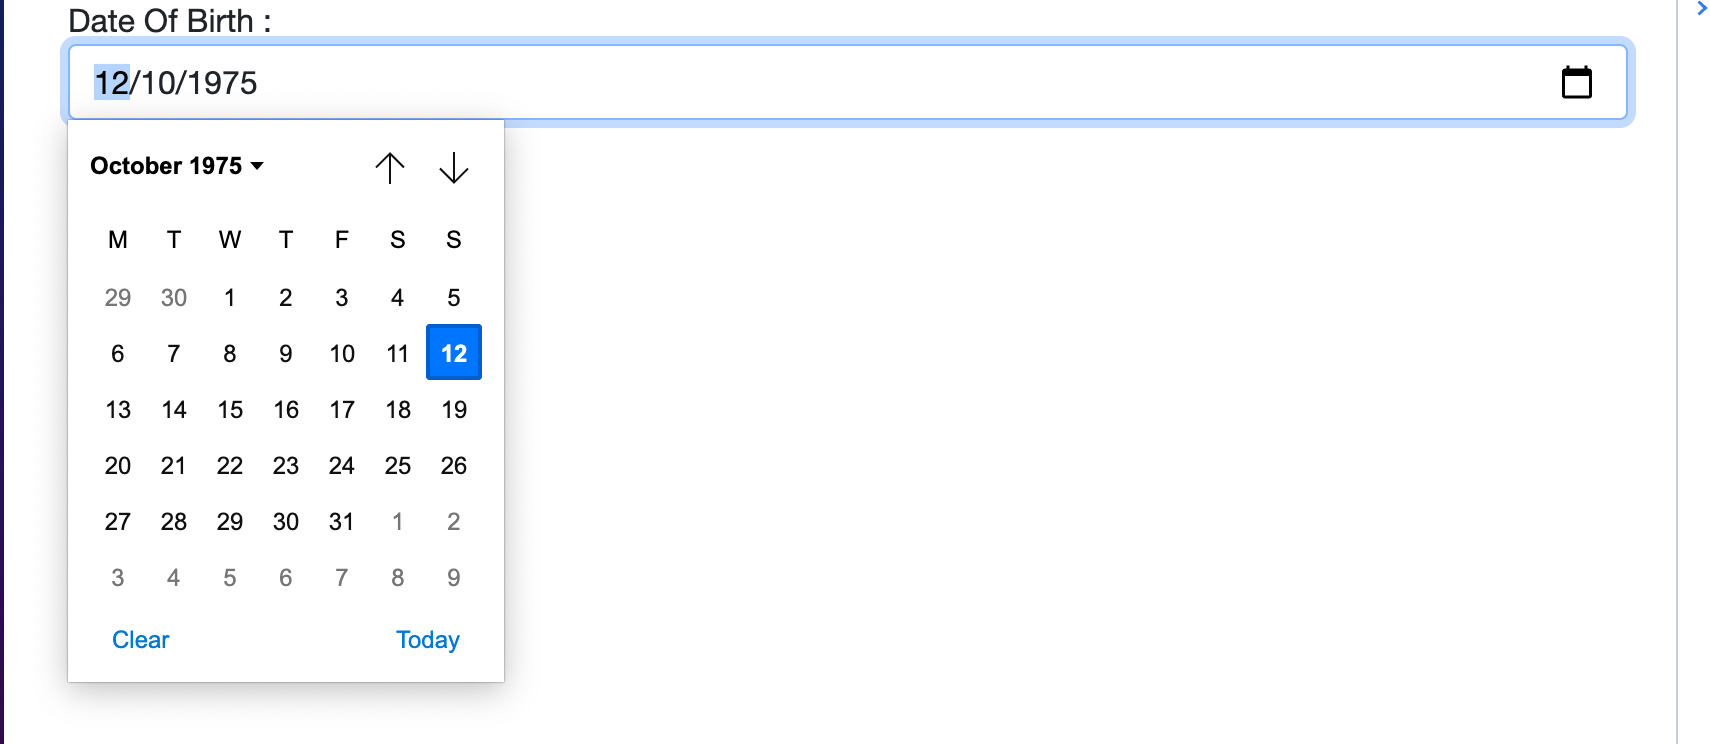 Date Of Birth :
12/10/1975
October 1975
M T W T F S S
29 30 1 2 3 4 5
6 7 8 9 10 11 12
13 14 15 16 17 18 19
20 21 22 23 24 25 26
27 28 29 30 31 1 2
3 4 5 6 7 8 9
Clear Today